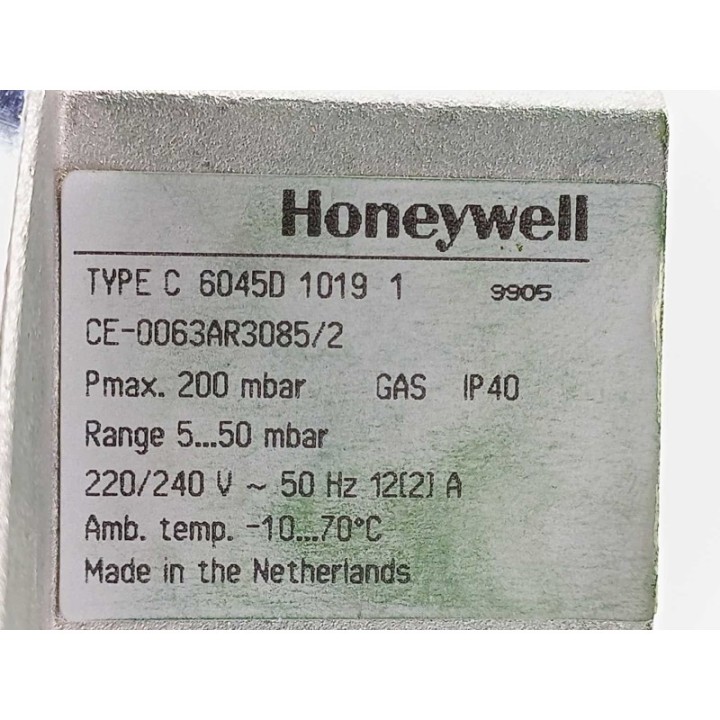 Honeywell
TYPE C 6045D 1019 1 9905
CE-0063AR3085/2
Pmax. 200 mbar GAS IP40
Range 5...50 mbar
220/240 V ~ 50 Hz 12(2) A
Amb. temp. -10...70°C
Made in the Netherlands